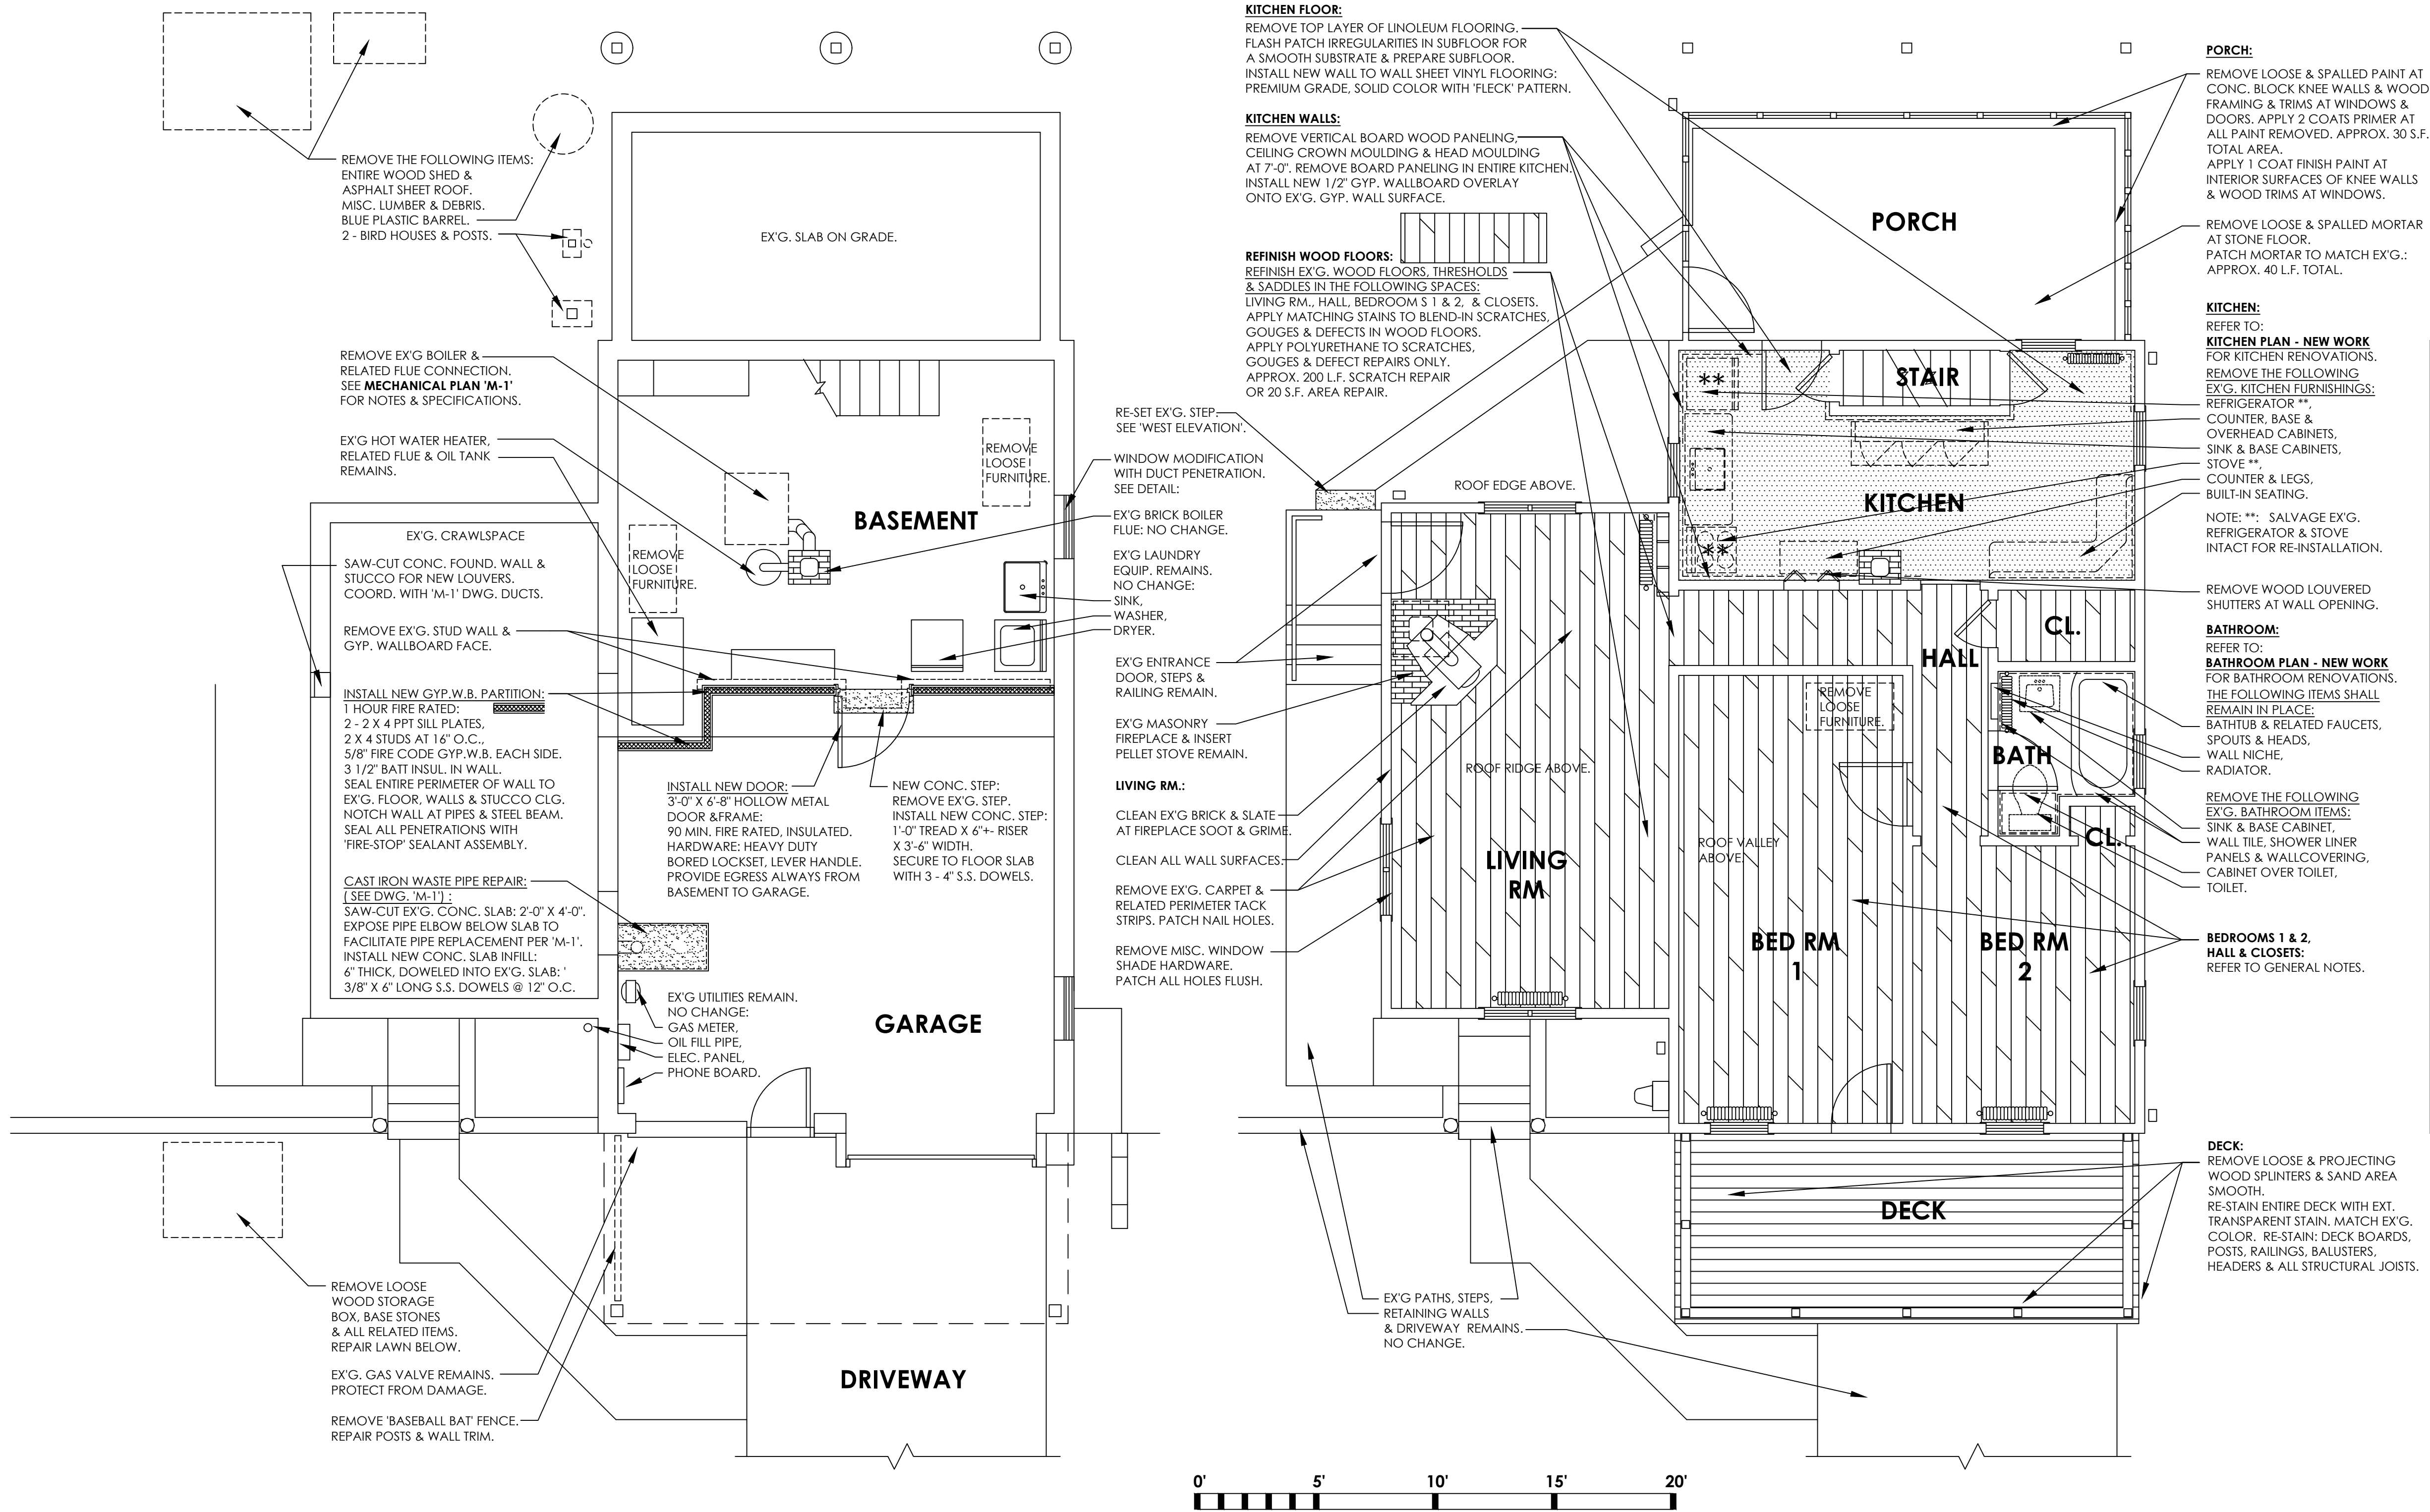 REMOVE THE FOLLOWING ITEMS:
ENTIRE WOOD SHED &
ASPHALT SHEET ROOF.
MISC. LUMBER & DEBRIS.
BLUE PLASTIC BARREL.
2 - BIRD HOUSES & POSTS.
EX'G. SLAB ON GRADE.
REMOVE EX'G BOILER &
RELATED FLUE CONNECTION.
SEE MECHANICAL PLAN 'M-1'
FOR NOTES & SPECIFICATIONS.
EX'G HOT WATER HEATER,
RELATED FLUE & OIL TANK
REMAINS.
REMOVE
LOOSE
FURNITURE.
BASEMENT
REMOVE
LOOSE
FURNITURE.
EX'G. CRAWLSPACE
SAW-CUT CONC. FOUND. WALL &
STUCCO FOR NEW LOUVERS.
COORD. WITH 'M-1' DWG. DUCTS.
REMOVE EX'G. STUD WALL &
GYP. WALLBOARD FACE.
INSTALL NEW GYP.W.B. PARTITION:
1 HOUR FIRE RATED:
2 - 2 X 4 PPT SILL PLATES,
2 X 4 STUDS AT 16" O.C.,
5/8" FIRE CODE GYP.W.B. EACH SIDE.
3 1/2" BATT INSUL. IN WALL.
SEAL ENTIRE PERIMETER OF WALL TO
EX'G. FLOOR, WALLS & STUCCO CLG.
NOTCH WALL AT PIPES & STEEL BEAM.
SEAL ALL PENETRATIONS WITH
'FIRE-STOP' SEALANT ASSEMBLY.
CAST IRON WASTE PIPE REPAIR:
( SEE DWG. 'M-1') :
SAW-CUT EX'G. CONC. SLAB: 2'-0" X 4'-0".
EXPOSE PIPE ELBOW BELOW SLAB TO
FACILITATE PIPE REPLACEMENT PER 'M-1'.
INSTALL NEW CONC. SLAB INFILL:
6" THICK, DOWELED INTO EX'G. SLAB: '
3/8" X 6" LONG S.S. DOWELS @ 12" O.C.
INSTALL NEW DOOR:
3'-0" X 6'-8" HOLLOW METAL
DOOR &FRAME:
90 MIN. FIRE RATED, INSULATED.
HARDWARE: HEAVY DUTY
BORED LOCKSET, LEVER HANDLE.
PROVIDE EGRESS ALWAYS FROM
BASEMENT TO GARAGE.
NEW CONC. STEP:
REMOVE EX'G. STEP.
INSTALL NEW CONC. STEP:
1'-0" TREAD X 6"+- RISER
X 3'-6" WIDTH.
SECURE TO FLOOR SLAB
WITH 3 - 4" S.S. DOWELS.
EX'G UTILITIES REMAIN.
NO CHANGE:
GAS METER,
OIL FILL PIPE,
ELEC. PANEL,
PHONE BOARD.
GARAGE
REMOVE LOOSE
WOOD STORAGE
BOX, BASE STONES
& ALL RELATED ITEMS.
REPAIR LAWN BELOW.
EX'G. GAS VALVE REMAINS.
PROTECT FROM DAMAGE.
REMOVE 'BASEBALL BAT' FENCE.
REPAIR POSTS & WALL TRIM.
DRIVEWAY
KITCHEN FLOOR:
REMOVE TOP LAYER OF LINOLEUM FLOORING.
FLASH PATCH IRREGULARITIES IN SUBFLOOR FOR
A SMOOTH SUBSTRATE & PREPARE SUBFLOOR.
INSTALL NEW WALL TO WALL SHEET VINYL FLOORING:
PREMIUM GRADE, SOLID COLOR WITH 'FLECK' PATTERN.
KITCHEN WALLS:
REMOVE VERTICAL BOARD WOOD PANELING,
CEILING CROWN MOULDING & HEAD MOULDING
AT 7'-0". REMOVE BOARD PANELING IN ENTIRE KITCHEN.
INSTALL NEW 1/2" GYP. WALLBOARD OVERLAY
ONTO EX'G. GYP. WALL SURFACE.
REFINISH WOOD FLOORS:
REFINISH EX'G. WOOD FLOORS, THRESHOLDS
& SADDLES IN THE FOLLOWING SPACES:
LIVING RM., HALL, BEDROOM S 1 & 2, & CLOSETS.
APPLY MATCHING STAINS TO BLEND-IN SCRATCHES,
GOUGES & DEFECTS IN WOOD FLOORS.
APPLY POLYURETHANE TO SCRATCHES,
GOUGES & DEFECT REPAIRS ONLY.
APPROX. 200 L.F. SCRATCH REPAIR
OR 20 S.F. AREA REPAIR.
RE-SET EX'G. STEP.
SEE 'WEST ELEVATION'.
WINDOW MODIFICATION
WITH DUCT PENETRATION.
SEE DETAIL:
EX'G BRICK BOILER
FLUE: NO CHANGE.
EX'G LAUNDRY
EQUIP. REMAINS.
NO CHANGE:
SINK,
WASHER,
DRYER.
EX'G ENTRANCE
DOOR, STEPS &
RAILING REMAIN.
EX'G MASONRY
FIREPLACE & INSERT
PELLET STOVE REMAIN.
LIVING RM.:
CLEAN EX'G BRICK & SLATE
AT FIREPLACE SOOT & GRIME.
CLEAN ALL WALL SURFACES.
REMOVE EX'G. CARPET &
RELATED PERIMETER TACK
STRIPS. PATCH NAIL HOLES.
REMOVE MISC. WINDOW
SHADE HARDWARE.
PATCH ALL HOLES FLUSH.
ROOF EDGE ABOVE.
ROOF RIDGE ABOVE.
LIVING
RM
PORCH
**
STAIR
KITCHEN
**
HALL
CL.
REMOVE
LOOSE
FURNITURE.
BATH
ROOF VALLEY
ABOVE.
CL.
BED RM
1
BED RM
2
DECK
EX'G PATHS, STEPS,
RETAINING WALLS
& DRIVEWAY REMAINS.
NO CHANGE.
PORCH:
REMOVE LOOSE & SPALLED PAINT AT
CONC. BLOCK KNEE WALLS & WOOD
FRAMING & TRIMS AT WINDOWS &
DOORS. APPLY 2 COATS PRIMER AT
ALL PAINT REMOVED. APPROX. 30 S.F.
TOTAL AREA.
APPLY 1 COAT FINISH PAINT AT
INTERIOR SURFACES OF KNEE WALLS
& WOOD TRIMS AT WINDOWS.
REMOVE LOOSE & SPALLED MORTAR
AT STONE FLOOR.
PATCH MORTAR TO MATCH EX'G.:
APPROX. 40 L.F. TOTAL.
KITCHEN:
REFER TO:
KITCHEN PLAN - NEW WORK
FOR KITCHEN RENOVATIONS.
REMOVE THE FOLLOWING
EX'G. KITCHEN FURNISHINGS:
REFRIGERATOR **,
COUNTER, BASE &
OVERHEAD CABINETS,
SINK & BASE CABINETS,
STOVE **,
COUNTER & LEGS,
BUILT-IN SEATING.
NOTE: **: SALVAGE EX'G.
REFRIGERATOR & STOVE
INTACT FOR RE-INSTALLATION.
REMOVE WOOD LOUVERED
SHUTTERS AT WALL OPENING.
BATHROOM:
REFER TO:
BATHROOM PLAN - NEW WORK
FOR BATHROOM RENOVATIONS.
THE FOLLOWING ITEMS SHALL
REMAIN IN PLACE:
BATHTUB & RELATED FAUCETS,
SPOUTS & HEADS,
WALL NICHE,
RADIATOR.
REMOVE THE FOLLOWING
EX'G. BATHROOM ITEMS:
SINK & BASE CABINET,
WALL TILE, SHOWER LINER
PANELS & WALLCOVERING,
CABINET OVER TOILET,
TOILET.
BEDROOMS 1 & 2,
HALL & CLOSETS:
REFER TO GENERAL NOTES.
DECK:
REMOVE LOOSE & PROJECTING
WOOD SPLINTERS & SAND AREA
SMOOTH.
RE-STAIN ENTIRE DECK WITH EXT.
TRANSPARENT STAIN. MATCH EX'G.
COLOR. RE-STAIN: DECK BOARDS,
POSTS, RAILINGS, BALUSTERS,
HEADERS & ALL STRUCTURAL JOISTS.
0' 5' 10' 15' 20'